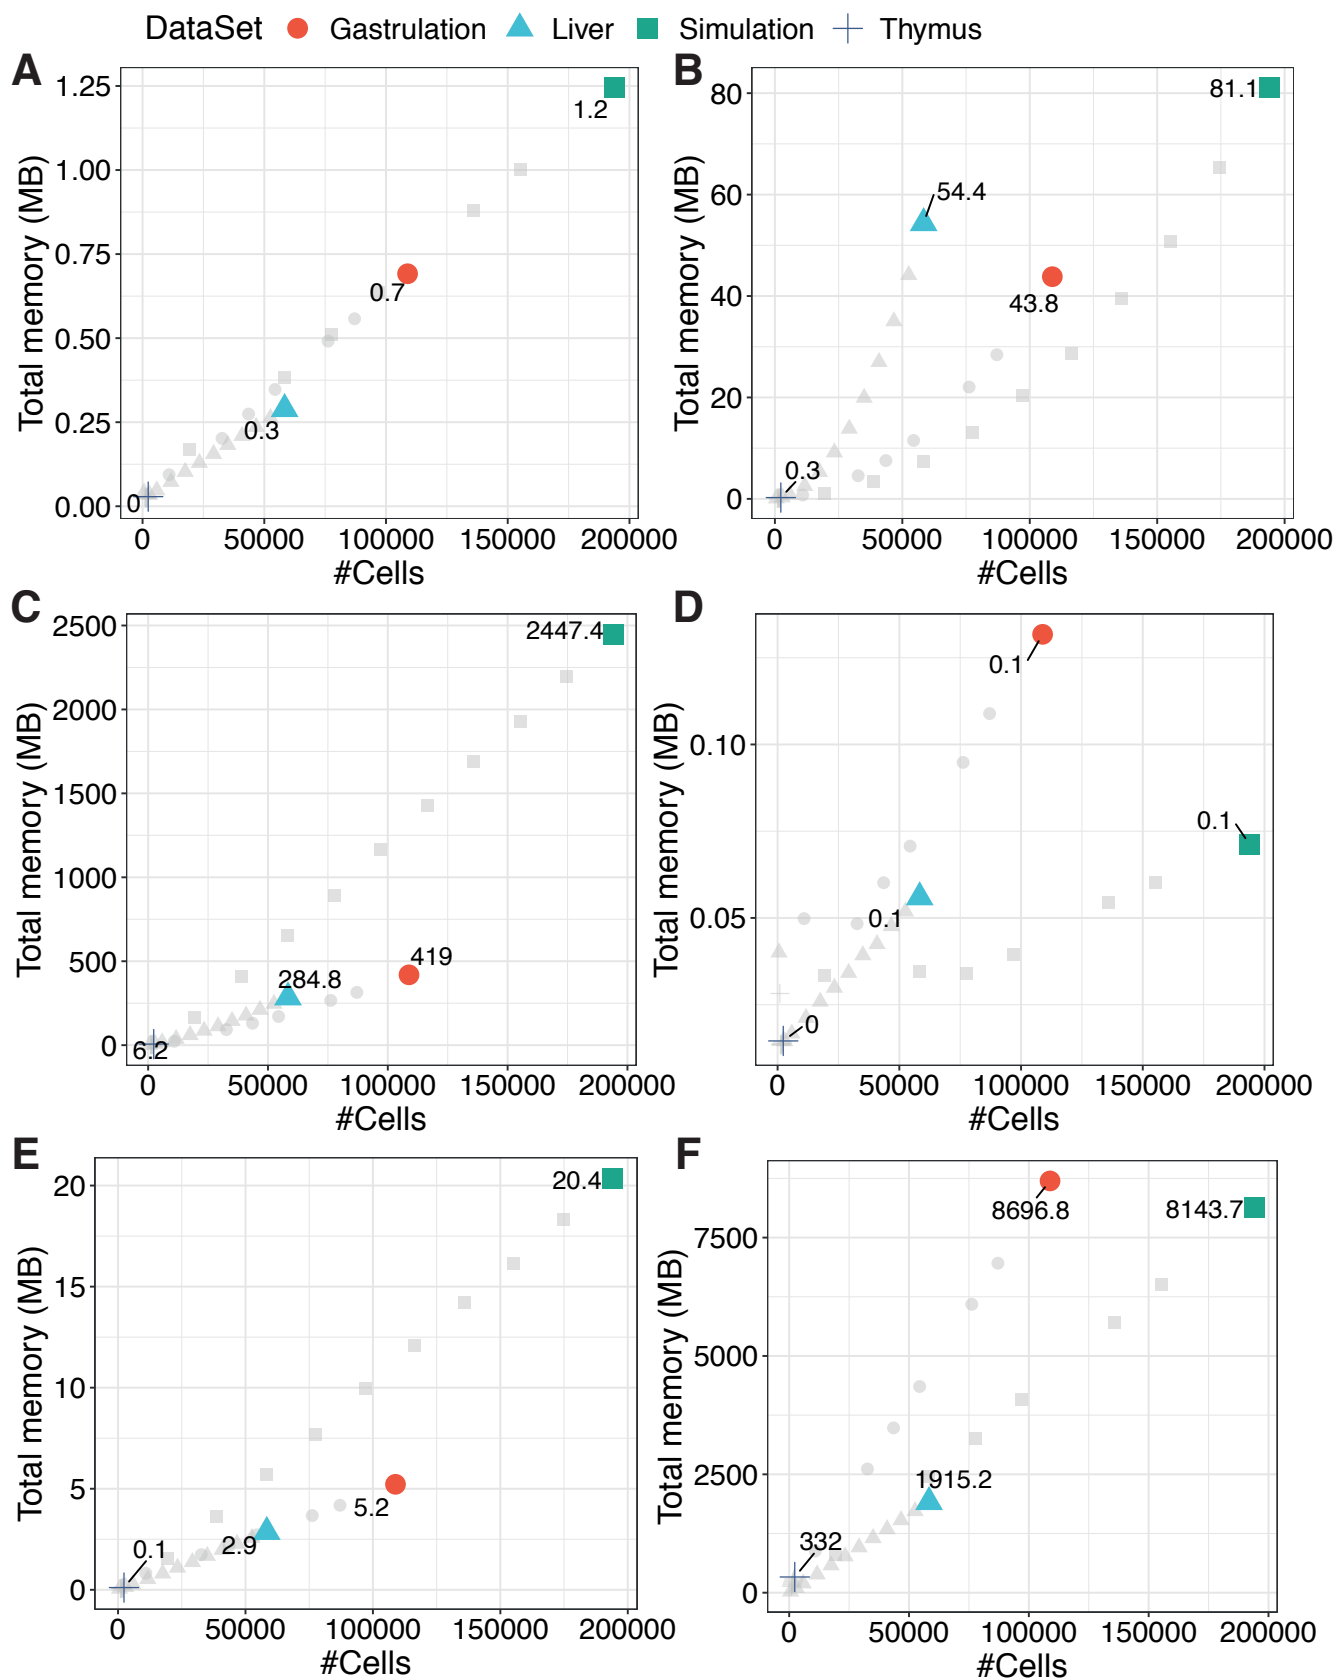 DataSet Gastrulation Liver Simulation Thymus
A
1.25
1.00
0.75
0.50
0.25
0.00
Total memory (MB)
1.2
0.7
0.3
0
0 50000 100000 150000 200000
#Cells
B
80
60
40
20
0
Total memory (MB)
81.1
54.4
43.8
0.3
0 50000 100000 150000 200000
#Cells
C
2500
2000
1500
1000
500
0
Total memory (MB)
2447.4
419
284.8
6.2
0 50000 100000 150000 200000
#Cells
D
0.10
0.05
Total memory (MB)
0.1
0.1
0.1
0
0 50000 100000 150000 200000
#Cells
E
20
15
10
5
0
Total memory (MB)
20.4
5.2
2.9
0.1
0 50000 100000 150000 200000
#Cells
F
7500
5000
2500
0
Total memory (MB)
8696.8
8143.7
1915.2
332
0 50000 100000 150000 200000
#Cells